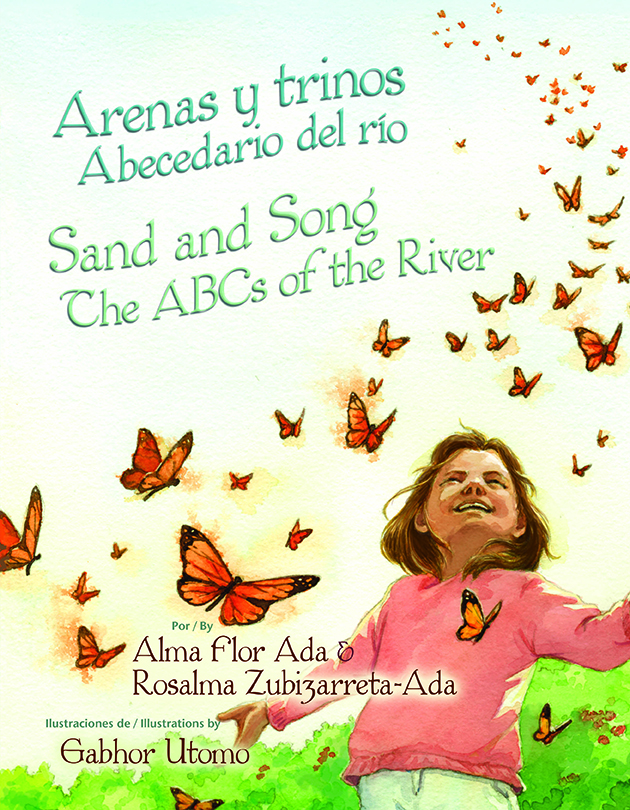 Arenas y trinos
Abecedario del río
Sand and Song
The ABCs of the River
Por / By
Alma Flor Ada &
Rosalma Zubizarreta-Ada
Ilustraciones de / Illustrations by
Gabhor Utomo